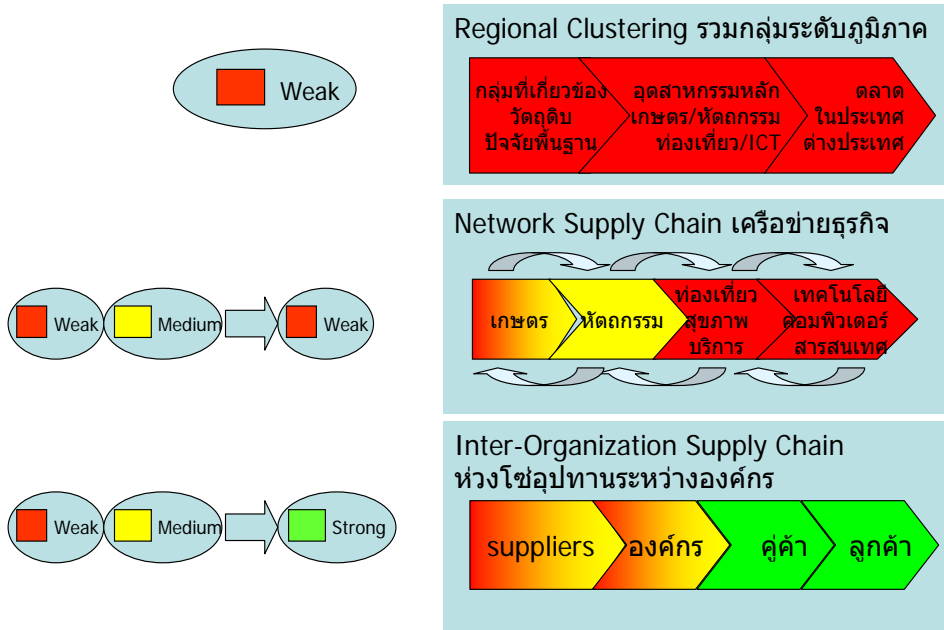 Weak
Regional Clustering รวมกลุ่มระดับภูมิภาค
กลุ่มที่เกี่ยวข้อง
วัตถุดิบ
ปัจจัยพื้นฐาน
อุตสาหกรรมหลัก
เกษตร/หัตถกรรม
ท่องเที่ยว/ICT
ตลาด
ในประเทศ
ต่างประเทศ
Weak
Medium
Weak
Network Supply Chain เครือข่ายธุรกิจ
เกษตร
หัตถกรรม
ท่องเที่ยว
สุขภาพ
บริการ
เทคโนโลยี
คอมพิวเตอร์
สารสนเทศ
Weak
Medium
Strong
Inter-Organization Supply Chain
ห่วงโซ่อุปทานระหว่างองค์กร
suppliers
องค์กร
คู่ค้า
ลูกค้า